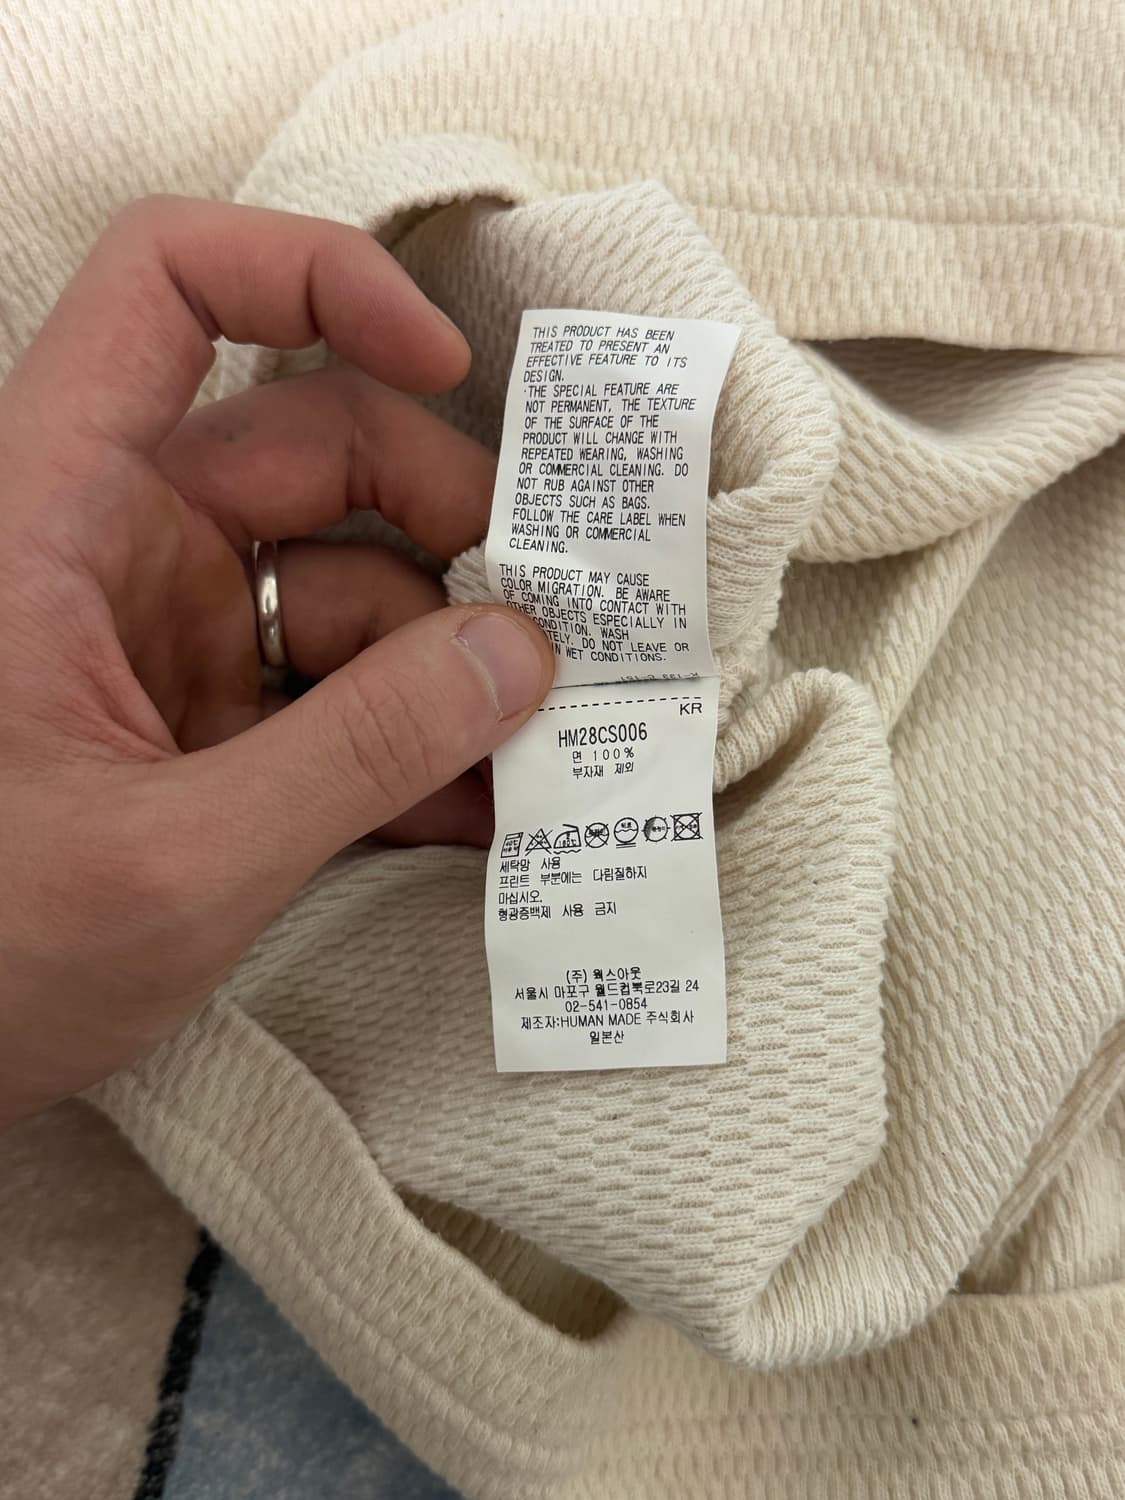 THIS PRODUCT HAS BEEN
TREATED TO PRESENT AN
EFFECTIVE FEATURE TO ITS
DESIGN.
·THE SPECIAL FEATURE ARE
NOT PERMANENT, THE TEXTURE
OF THE SURFACE OF THE
PRODUCT WILL CHANGE WITH
REPEATED WEARING, WASHING
OR COMMERCIAL CLEANING. DO
NOT RUB AGAINST OTHER
OBJECTS SUCH AS BAGS.
FOLLOW THE CARE LABEL WHEN
WASHING OR COMMERCIAL
CLEANING.
THIS PRODUCT MAY CAUSE
COLOR MIGRATION. BE AWARE
OF COMING INTO CONTACT WITH
OTHER OBJECTS ESPECIALLY IN
CONDITION. WASH
DO NOT LEAVE OR
IN WET CONDITIONS.
KR
HM28CS006
면 100%
부자재 제외
세탁망 사용
프린트 부분에는 다림질하지
마십시오.
형광증백제 사용 금지
(주) 웍스아웃
서울시 마포구 월드컵북로23길 24
02-541-0854
제조자:HUMAN MADE 주식회사
일본산